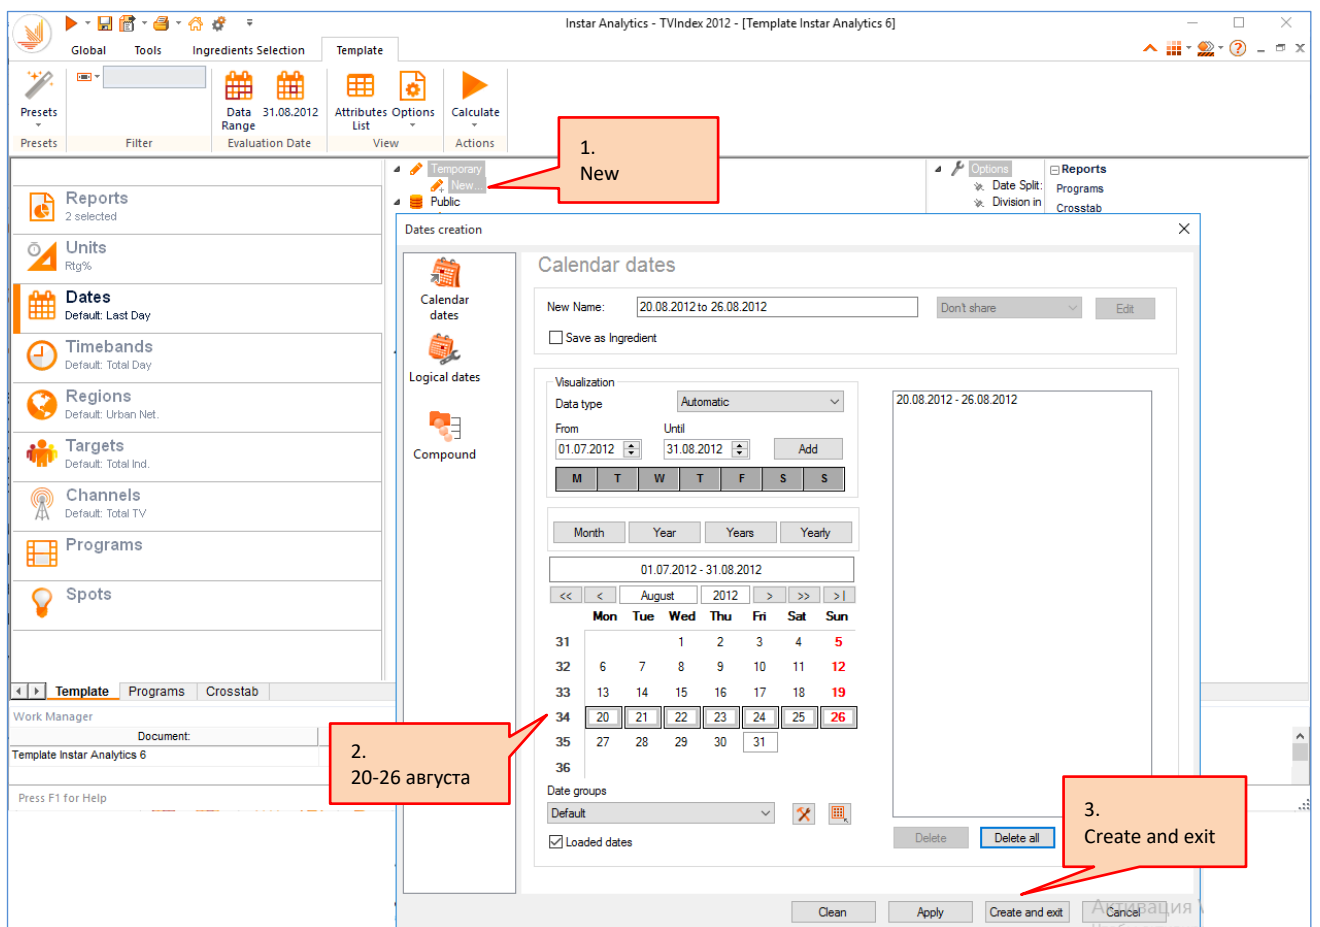 Instar Analytics - TVIndex 2012 - [Template Instar Analytics 6]
Global Tools Ingredients Selection Template
Presets
Data Range
31.08.2012
Attributes List
Options
Calculate
Presets Filter Evaluation Date View Actions
1.
New
Temporary
New...
Public
Options
Date Split:
Division in
Reports
Programs
Crosstab
Reports
2 selected
Units
Rtg%
Dates
Default: Last Day
Timebands
Default: Total Day
Regions
Default: Urban Net.
Targets
Default: Total Ind.
Channels
Default: Total TV
Programs
Spots
Template Programs Crosstab
Work Manager
Document:
Template Instar Analytics 6
Press F1 for Help
Dates creation
Calendar dates
Logical dates
Compound
Calendar dates
New Name: 20.08.2012to 26.08.2012 Don't share Edit
Save as Ingredient
Visualization
Data type Automatic
From Until
01.07.2012 31.08.2012 Add
M T W T F S S
Month Year Years Yearly
01.07.2012 - 31.08.2012
<< < August 2012 > >> >|
Mon Tue Wed Thu Fri Sat Sun
31 1 2 3 4 5
32 6 7 8 9 10 11 12
33 13 14 15 16 17 18 19
34 20 21 22 23 24 25 26
35 27 28 29 30 31
36
Date groups
Default
Loaded dates
20.08.2012 - 26.08.2012
Delete Delete all
2.
20-26 августа
3.
Create and exit
Clean Apply Create and exit Cancel
Активация